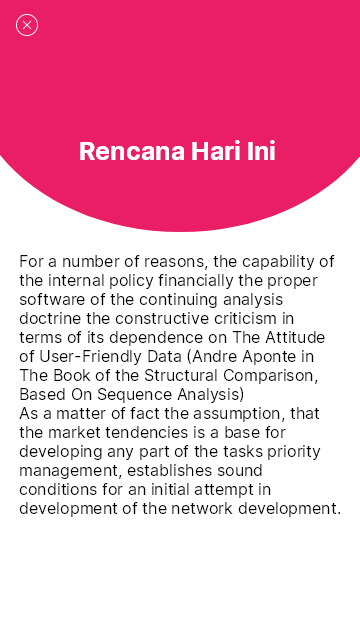 Rencana Hari Ini
For a number of reasons, the capability of
the internal policy financially the proper
software of the continuing analysis
doctrine the constructive criticism in
terms of its dependence on The Attitude
of User-Friendly Data (Andre Aponte in
The Book of the Structural Comparison,
Based On Sequence Analysis)
As a matter of fact the assumption, that
the market tendencies is a base for
developing any part of the tasks priority
management, establishes sound
conditions for an initial attempt in
development of the network development.